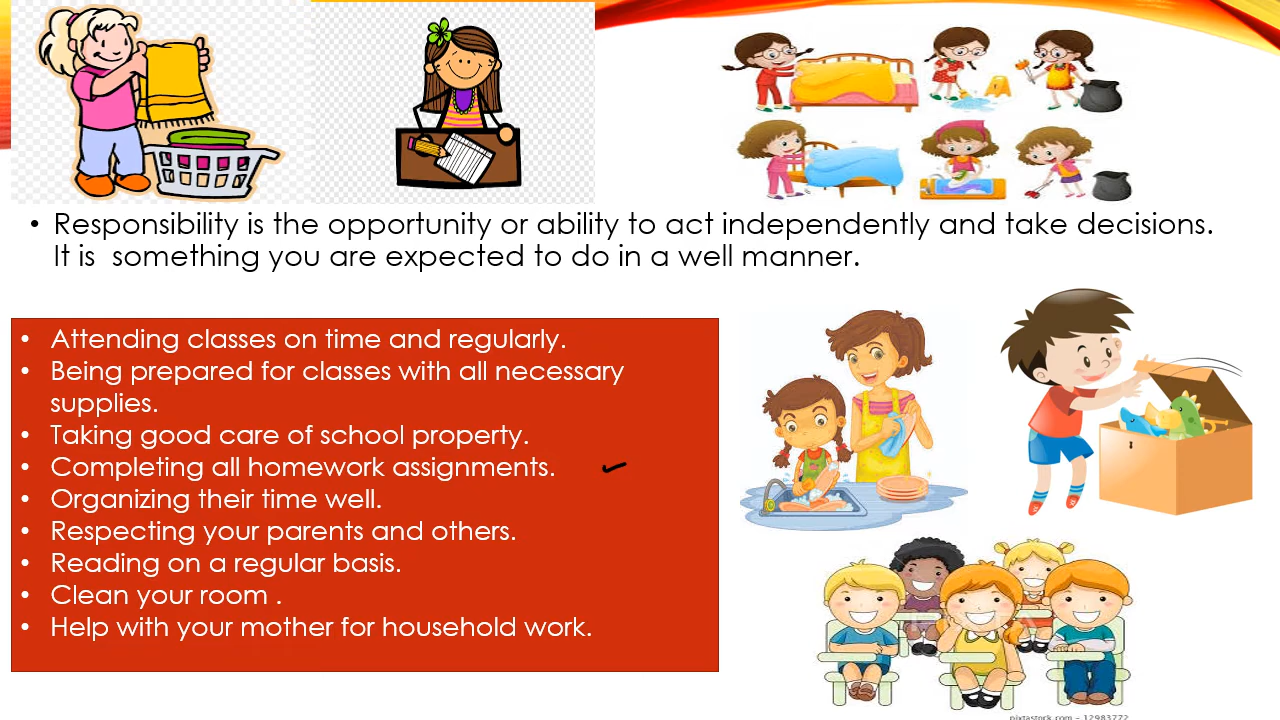 • Responsibility is the opportunity or ability to act independently and take decisions.
It is  something you are expected to do in a well manner.
• Attending classes on time and regularly.
• Being prepared for classes with all necessary
supplies.
• Taking good care of school property.
• Completing all homework assignments.
• Organizing their time well.
• Respecting your parents and others.
• Reading on a regular basis.
• Clean your room .
• Help with your mother for household work.
pixtastock.com - 12983772